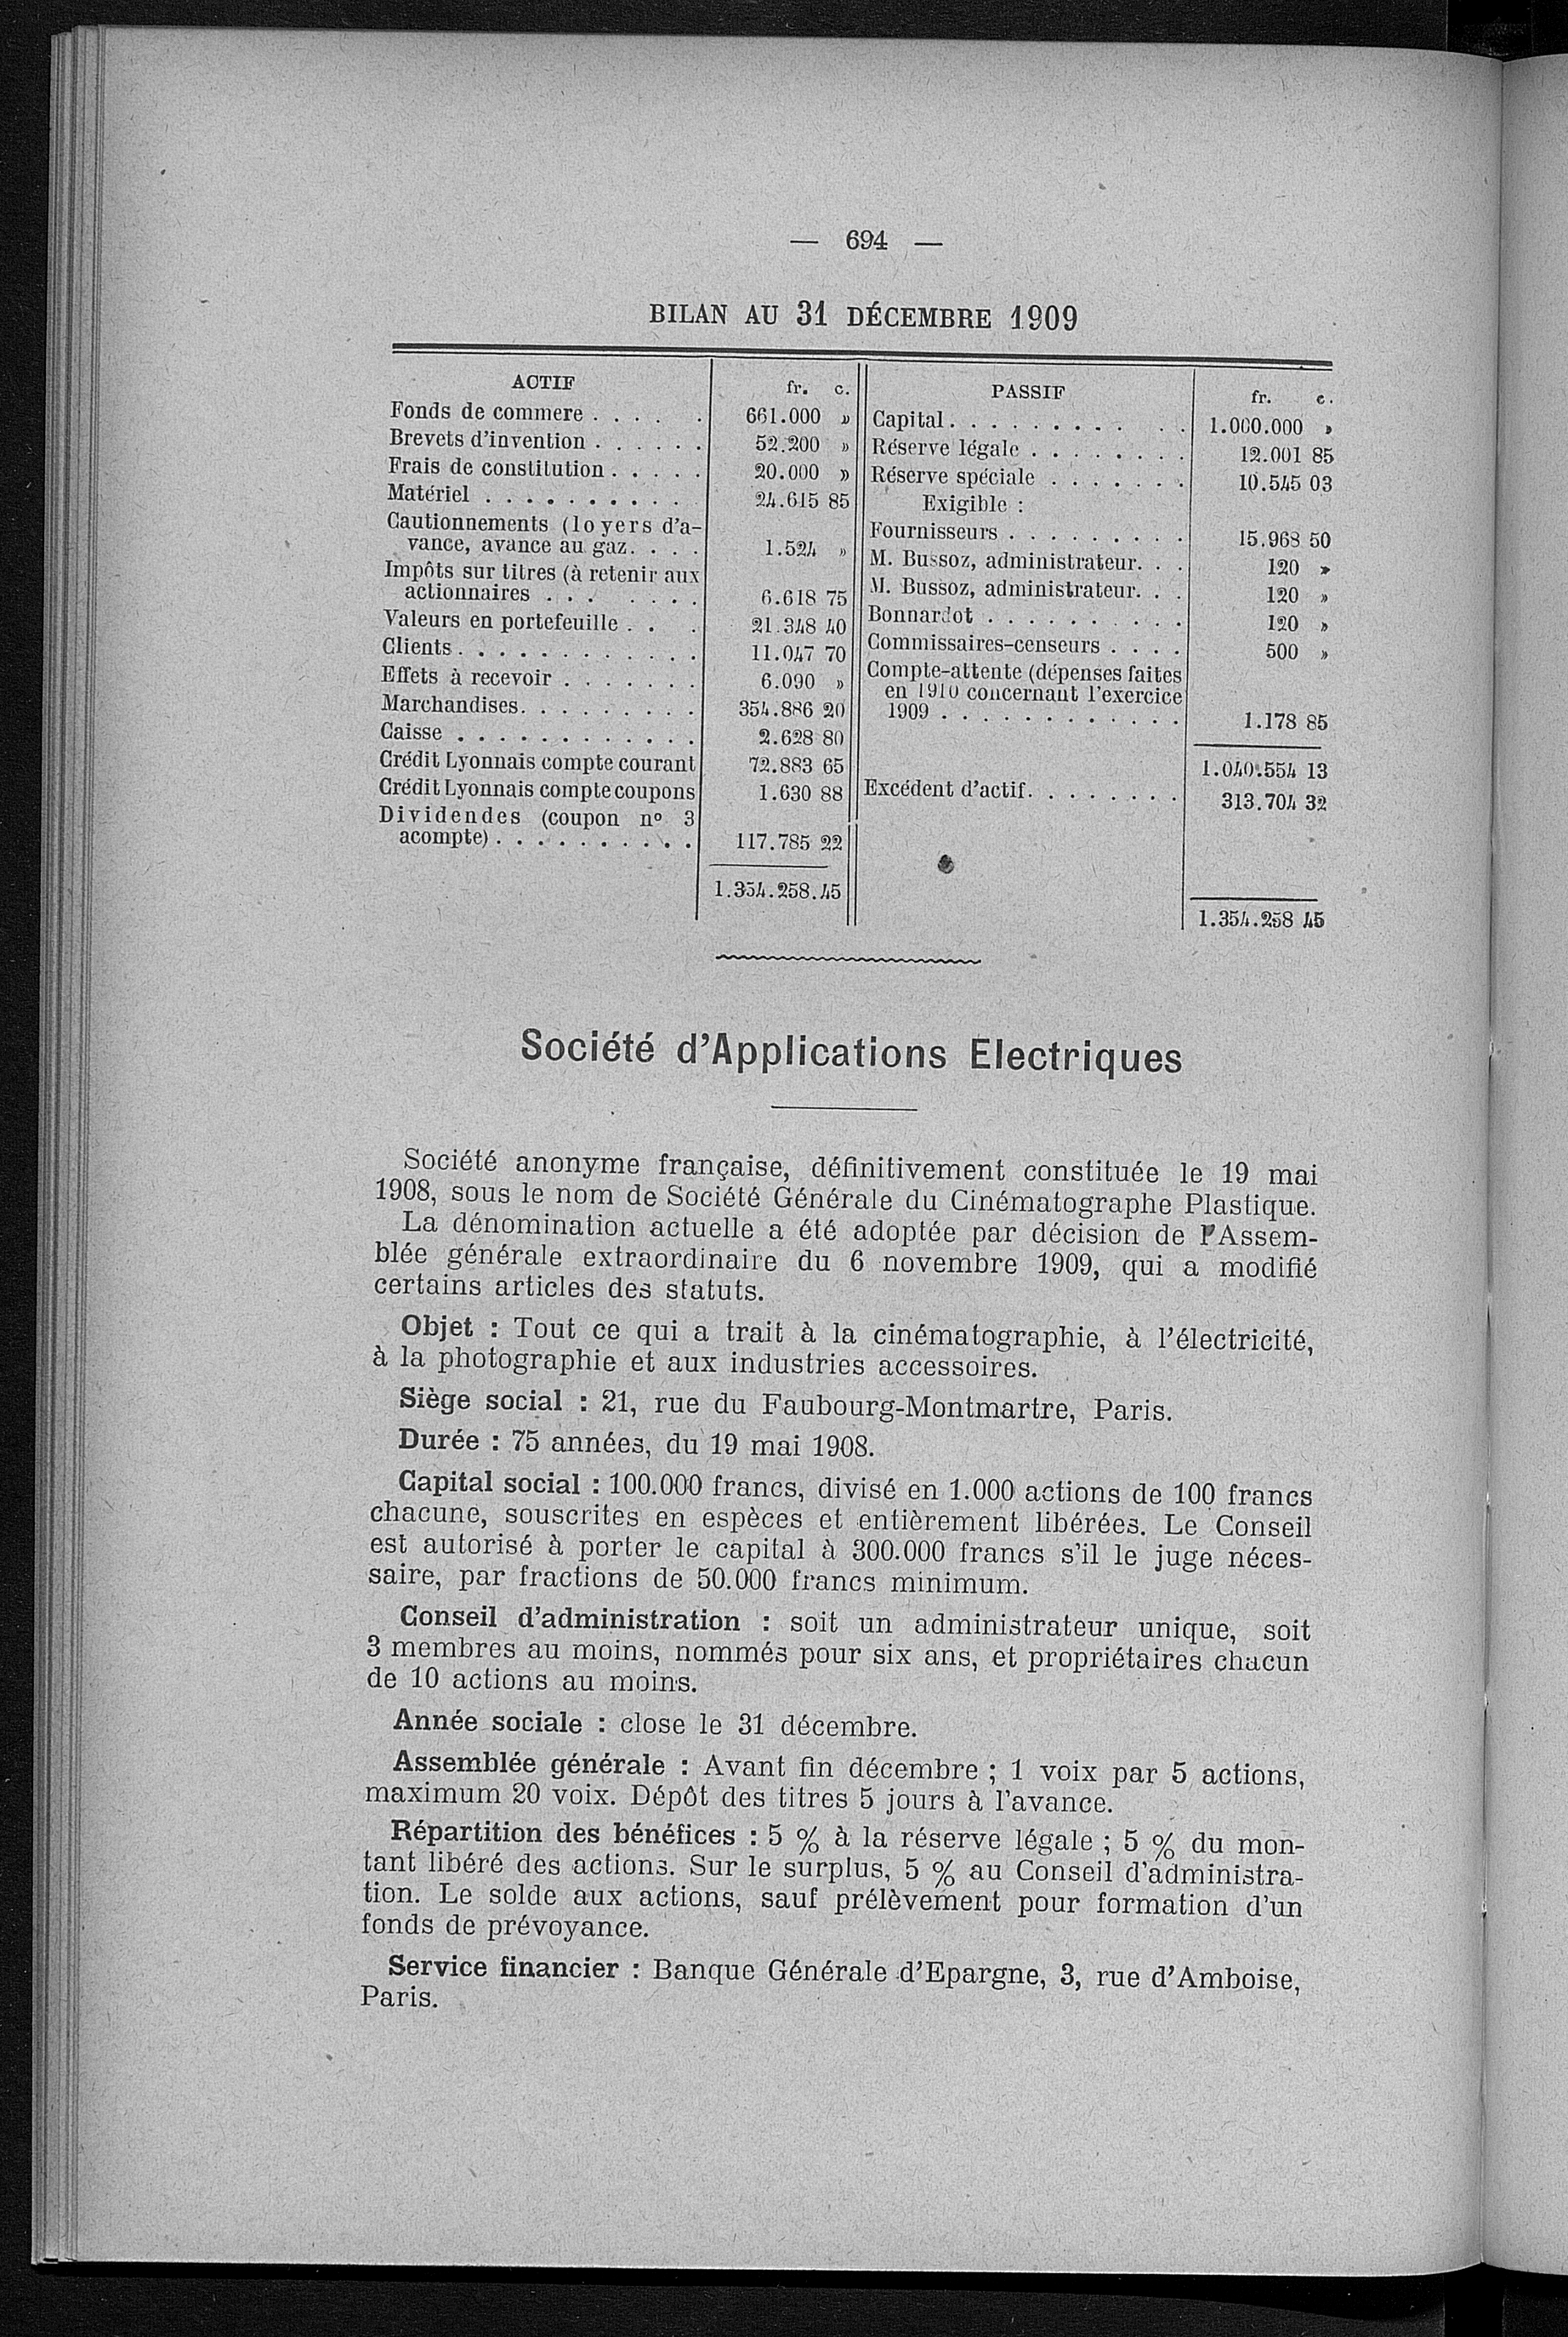 — 694 —
BILAN AU 31 DÉCEMBRE 1909
ACTIF fr. c.
Fonds de commerce . . . . . 661.000 »
Brevets d'invention . . . . . . 52.200 »
Frais de constitution . . . . . 20.000 »
Matériel . . . . . . . . . . . 24.615 85
Cautionnements (loyers d'a-
vance, avance au gaz. . . . 1.524 »
Impôts sur titres (à retenir aux
actionnaires . . . . . . . 6.618 75
Valeurs en portefeuille . . . 21.348 40
Clients . . . . . . . . . . . . 11.047 70
Effets à recevoir . . . . . . . 6.090 »
Marchandises. . . . . . . . . 354.886 20
Caisse . . . . . . . . . . . . 2.628 80
Crédit Lyonnais compte courant 72.883 65
Crédit Lyonnais compte coupons 1.630 88
Dividendes (coupon nº 3
acompte) . . . . . . . . . . 117.785 22
1.354.258.45
PASSIF fr. c.
Capital. . . . . . . . . . . 1.000.000 »
Réserve légale . . . . . . . . 12.001 85
Réserve spéciale . . . . . . . 10.545 03
Exigible :
Fournisseurs . . . . . . . . . 15.968 50
M. Bussoz, administrateur. . . 120 »
M. Bussoz, administrateur. . . 120 »
Bonnardot . . . . . . . . . . 120 »
Commissaires-censeurs . . . . 500 »
Compte-attente (dépenses faites
en 1910 concernant l'exercice
1909 . . . . . . . . . . . . 1.178 85
1.040.554 13
Excédent d'actif. . . . . . . . 313.704 32
1.354.258 45
Société d'Applications Electriques
Société anonyme française, définitivement constituée le 19 mai
1908, sous le nom de Société Générale du Cinématographe Plastique.
La dénomination actuelle a été adoptée par décision de l'Assem-
blée générale extraordinaire du 6 novembre 1909, qui a modifié
certains articles des statuts.
Objet : Tout ce qui a trait à la cinématographie, à l'électricité,
à la photographie et aux industries accessoires.
Siège social : 21, rue du Faubourg-Montmartre, Paris.
Durée : 75 années, du 19 mai 1908.
Capital social : 100.000 francs, divisé en 1.000 actions de 100 francs
chacune, souscrites en espèces et entièrement libérées. Le Conseil
est autorisé à porter le capital à 300.000 francs s'il le juge néces-
saire, par fractions de 50.000 francs minimum.
Conseil d'administration : soit un administrateur unique, soit
3 membres au moins, nommés pour six ans, et propriétaires chacun
de 10 actions au moins.
Année sociale : close le 31 décembre.
Assemblée générale : Avant fin décembre ; 1 voix par 5 actions,
maximum 20 voix. Dépôt des titres 5 jours à l'avance.
Répartition des bénéfices : 5 % à la réserve légale ; 5 % du mon-
tant libéré des actions. Sur le surplus, 5 % au Conseil d'administra-
tion. Le solde aux actions, sauf prélèvement pour formation d'un
fonds de prévoyance.
Service financier : Banque Générale d'Epargne, 3, rue d'Amboise,
Paris.